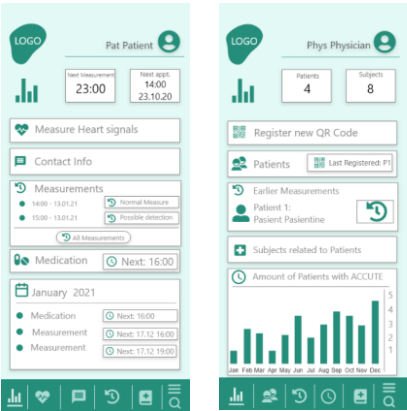 LOGO
Pat Patient
Next Measurement
23:00
Next appt.
14:00
23.10.20
Measure Heart signals
Contact Info
Measurements
14:00 - 13.01.21
Normal Measure
15:00 - 13.01.21
Possible detection
All Measurements
Medication
Next: 16:00
January 2021
Medication
Next: 16:00
Measurement
Next: 17.12 16:00
Measurement
Next: 17.12 19:00
LOGO
Phys Physician
Patients
4
Subjects
8
Register new QR Code
Patients
Last Registered: P1
Earlier Measurements
Patient 1:
Pasient Pasientine
Subjects related to Patients
Amount of Patients with ACCUTE
5
4
3
2
1
Jan Feb Mar Apr May Jun Jul Aug Sep Oct Nov Dec